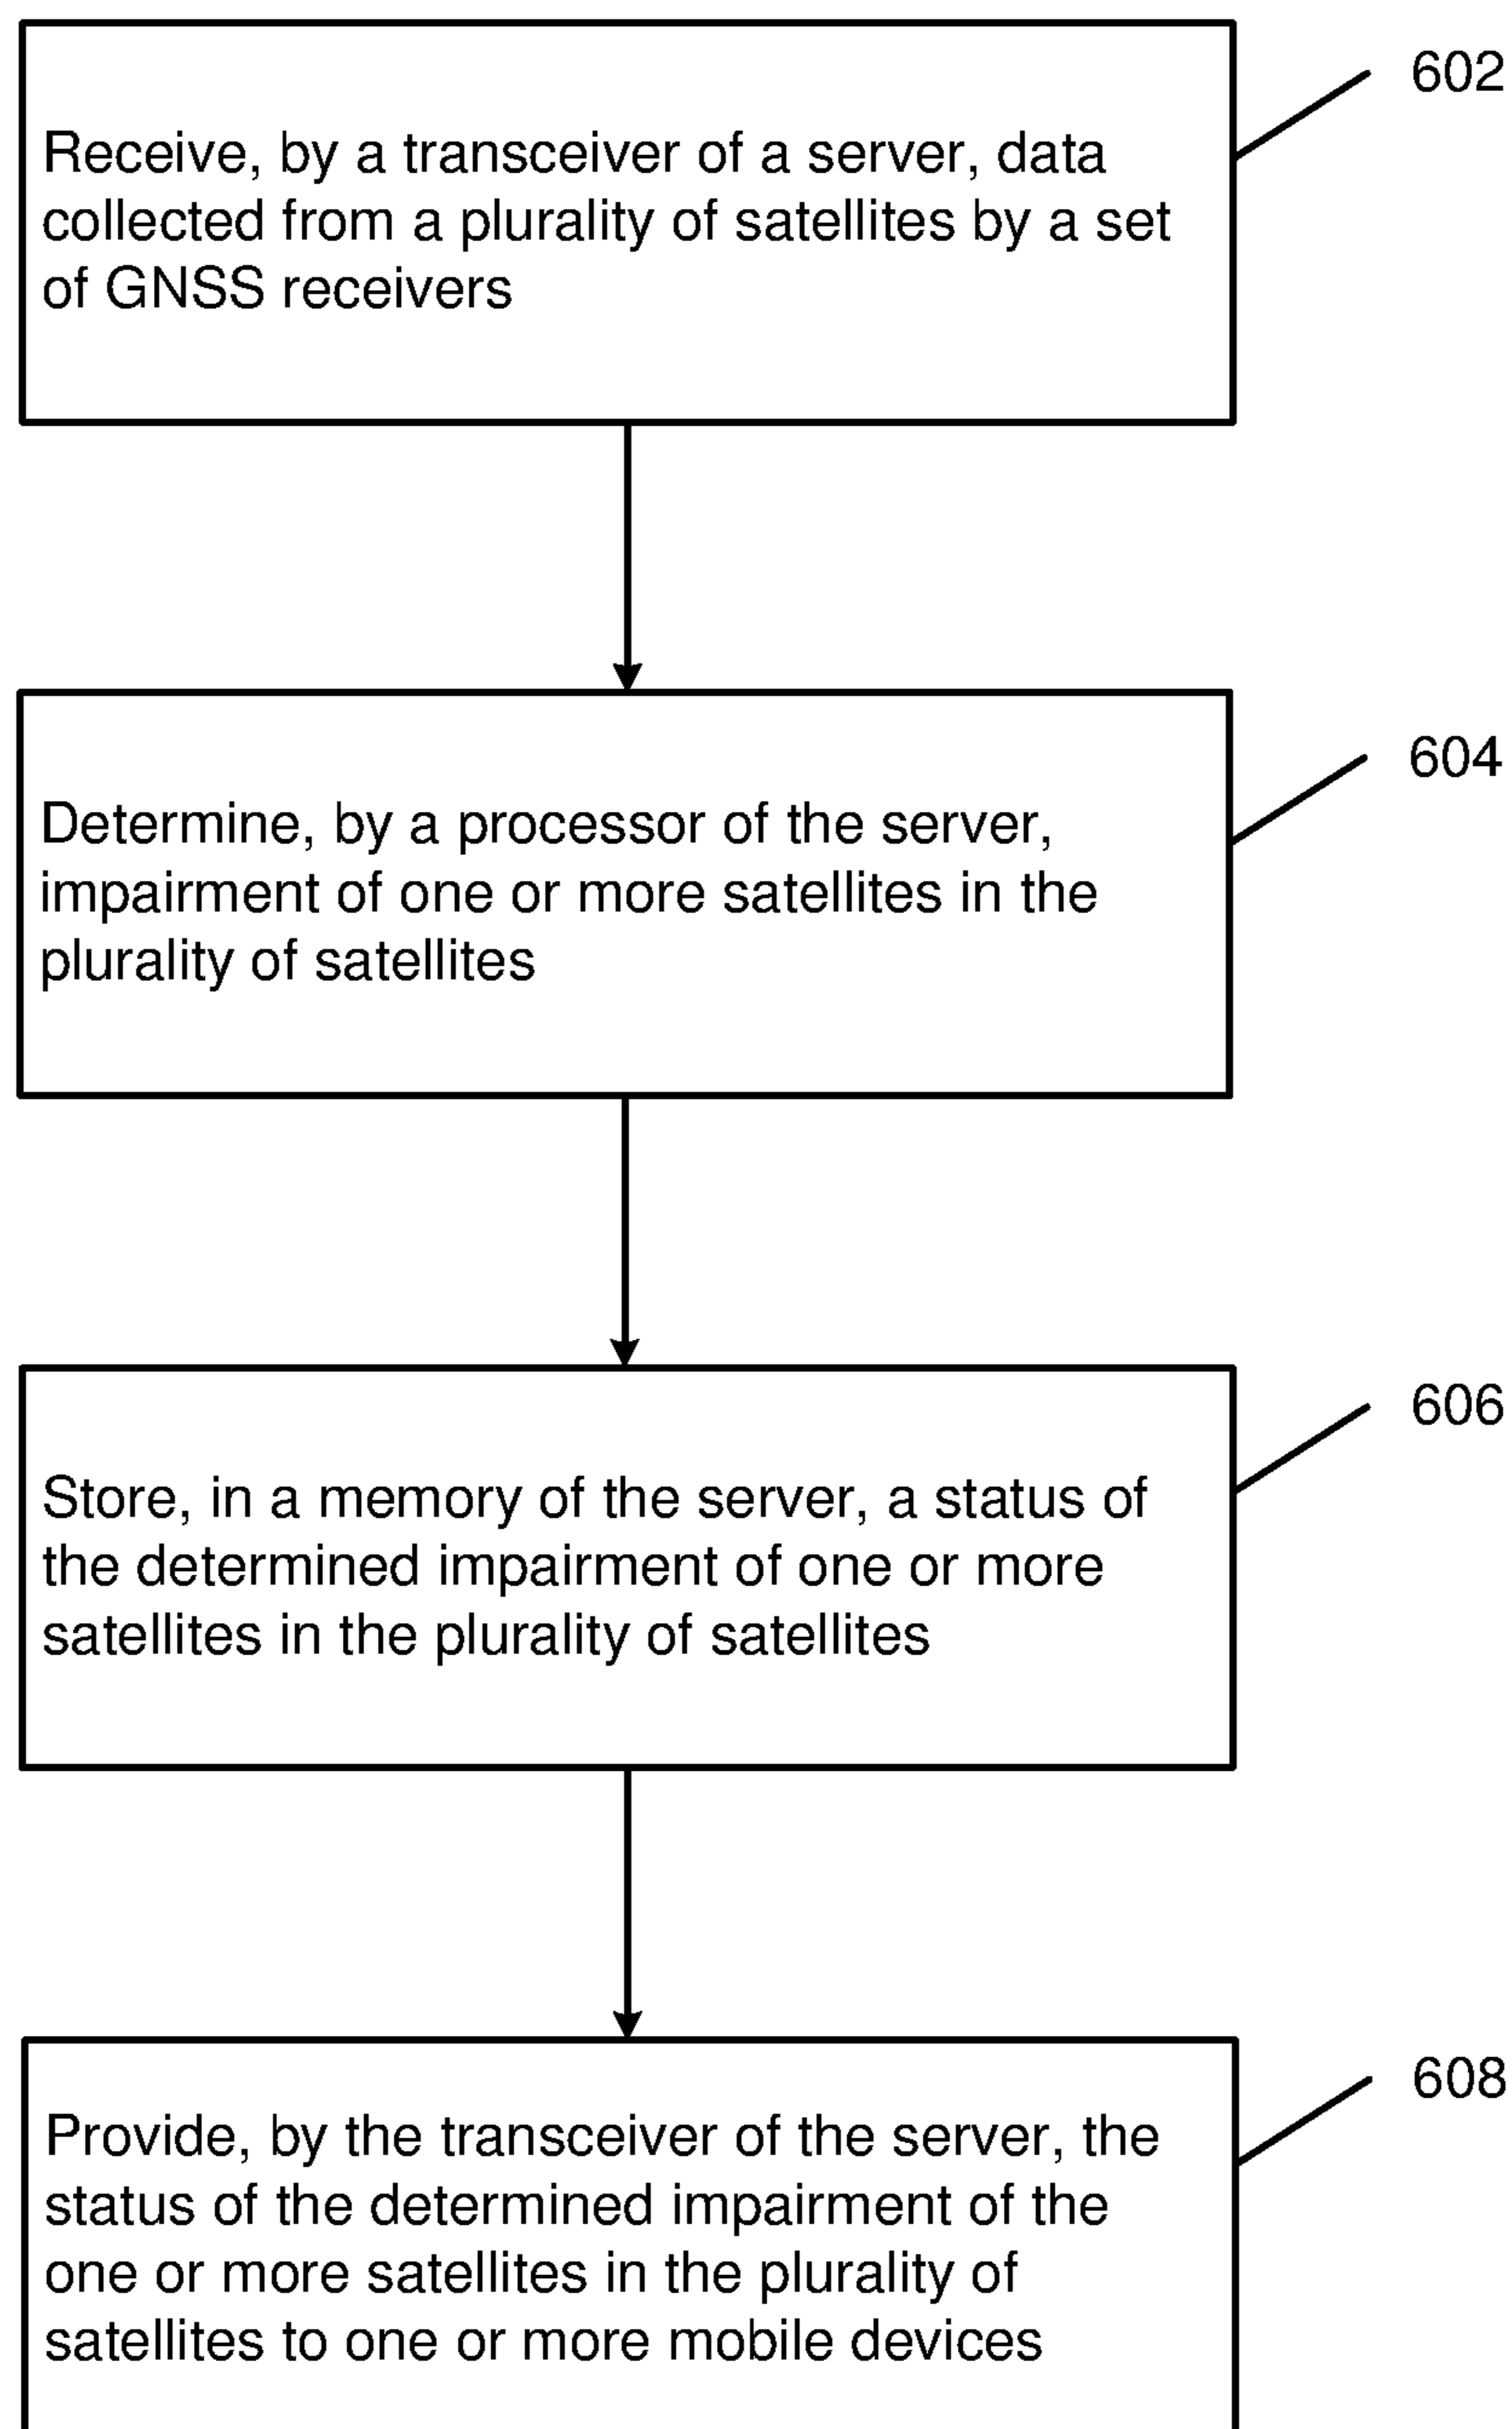 602
Receive, by a transceiver of a server, data
collected from a plurality of satellites by a set
of GNSS receivers
604
Determine, by a processor of the server,
impairment of one or more satellites in the
plurality of satellites
606
Store, in a memory of the server, a status of
the determined impairment of one or more
satellites in the plurality of satellites
608
Provide, by the transceiver of the server, the
status of the determined impairment of the
one or more satellites in the plurality of
satellites to one or more mobile devices